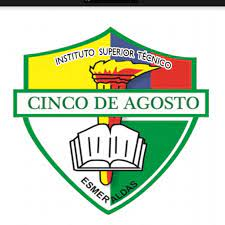 INSTITUTO SUPERIOR TÉCNICO
CINCO DE AGOSTO
ESMERALDAS